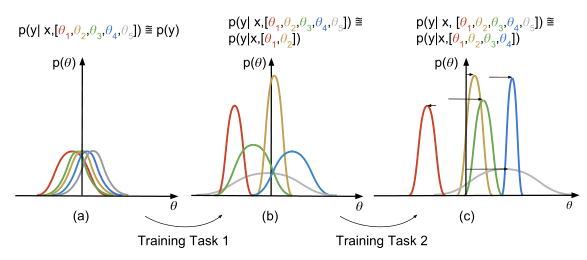 p(y| x,[θ₁,θ₂,θ₃,θ₄,θ₅]) ≅ p(y)
p(y| x,[θ₁,θ₂,θ₃,θ₄,θ₅]) ≅
p(y|x,[θ₁,θ₂])
p(y| x, [θ₁,θ₂,θ₃,θ₄,θ₅]) ≅
p(y|x,[θ₁,θ₂,θ₃,θ₄])
p(θ)
p(θ)
p(θ)
θ
θ
θ
(a)
(b)
(c)
Training Task 1
Training Task 2